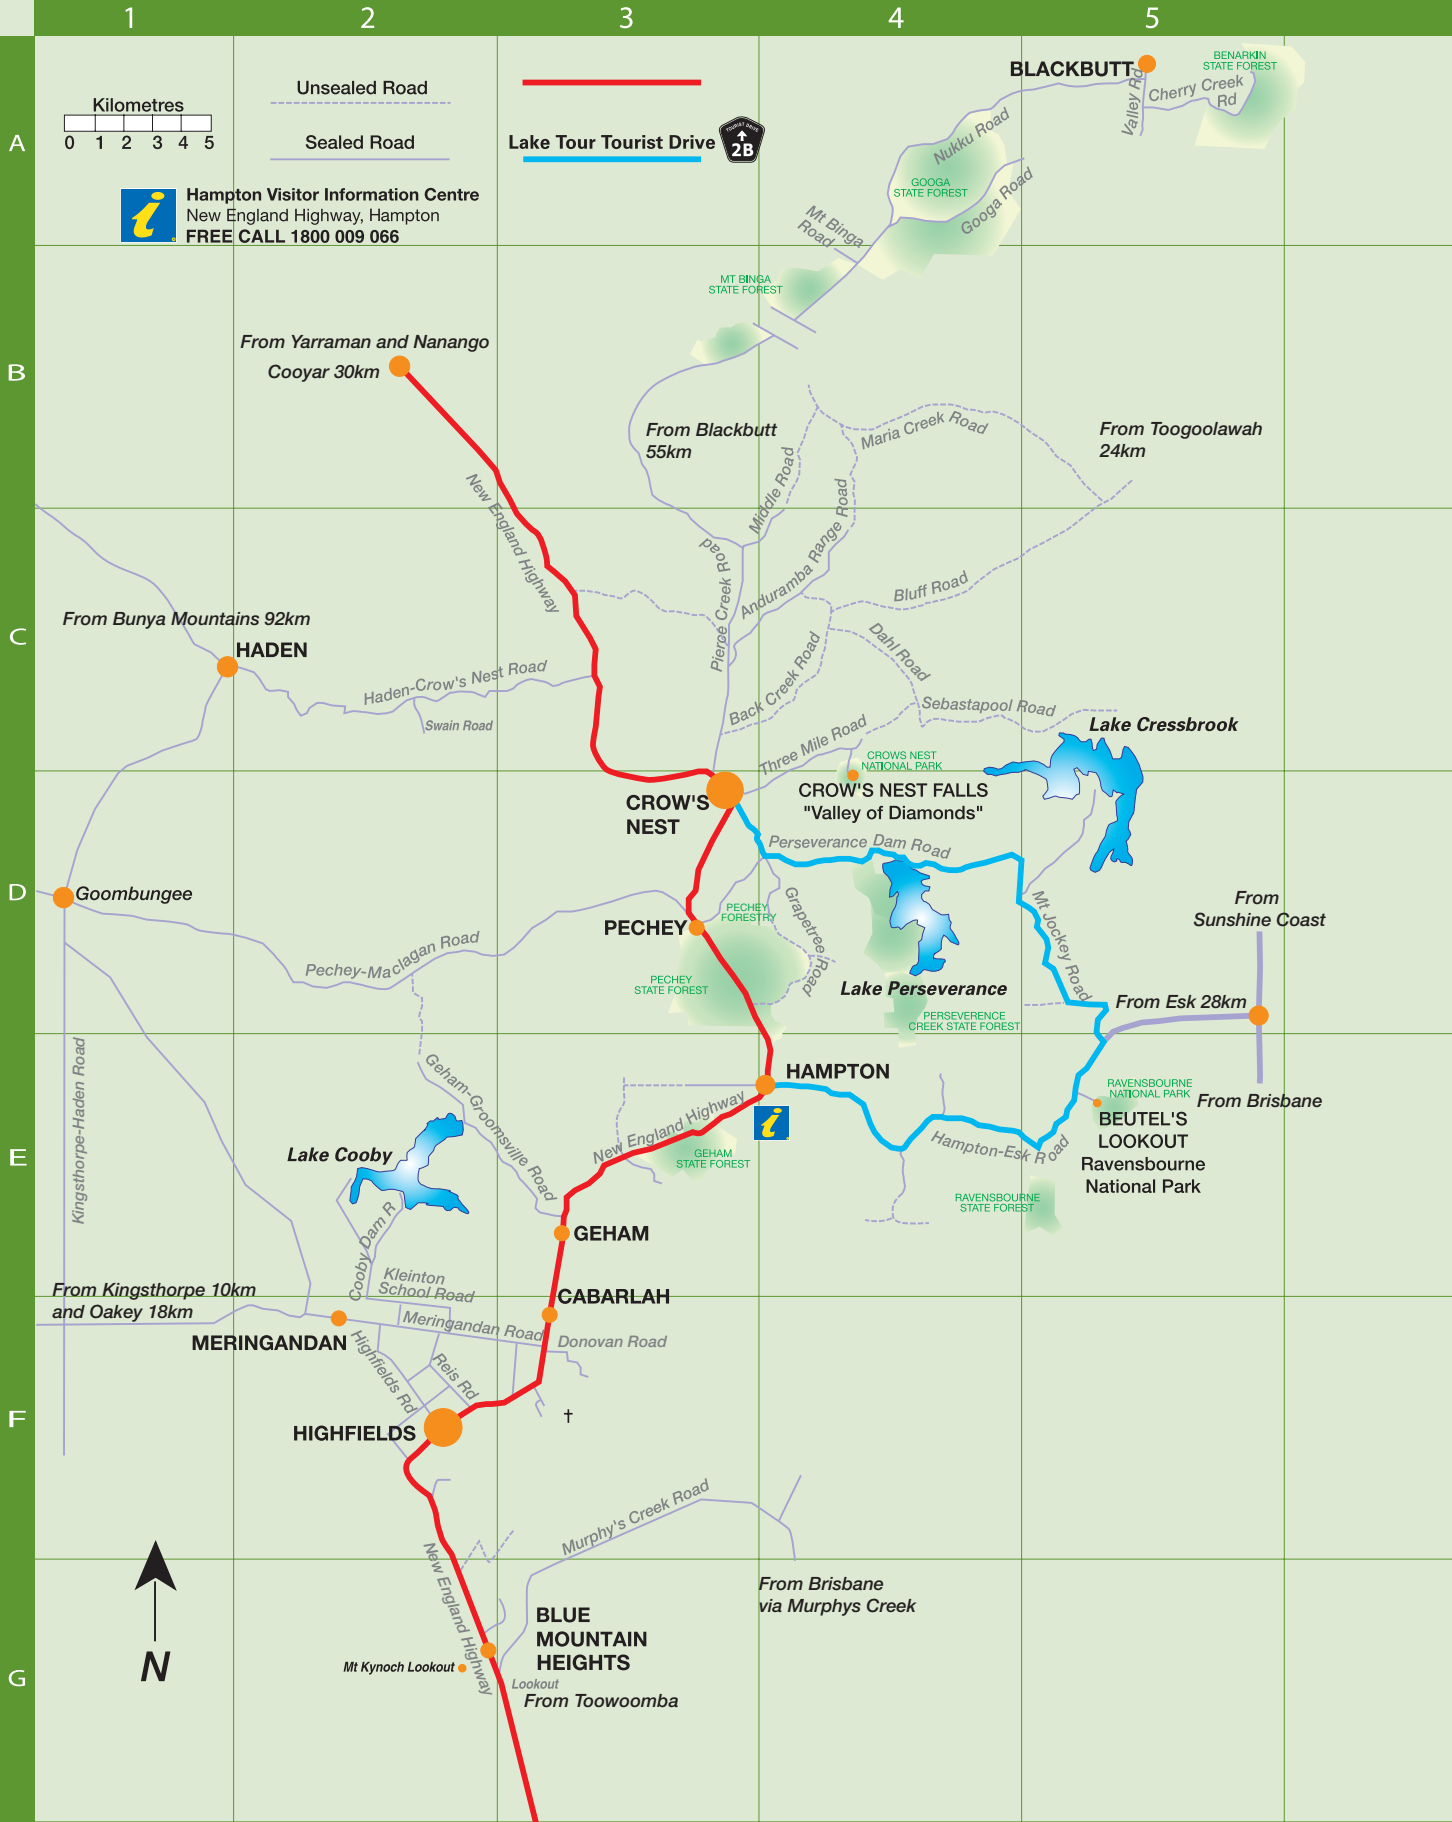 1
2
3
4
5
A
B
C
D
E
F
G
Kilometres
0 1 2 3 4 5
Unsealed Road
Sealed Road
Lake Tour Tourist Drive
TOURIST DRIVE
2B
i
Hampton Visitor Information Centre
New England Highway, Hampton
FREE CALL 1800 009 066
BLACKBUTT
Valley Rd
Cherry Creek
Rd
BENARKIN
STATE FOREST
Nukku Road
GOOGA
STATE FOREST
Googa Road
Mt Binga
Road
MT BINGA
STATE FOREST
From Yarraman and Nanango
Cooyar 30km
From Blackbutt
55km
Maria Creek Road
From Toogoolawah
24km
New England Highway
Middle Road
Anduramba Range Road
Pierce Creek Road
Bluff Road
From Bunya Mountains 92km
HADEN
Haden-Crow's Nest Road
Swain Road
Back Creek Road
Dahl Road
Sebastapool Road
Three Mile Road
Lake Cressbrook
CROWS NEST
NATIONAL PARK
CROW'S NEST FALLS
"Valley of Diamonds"
CROW'S
NEST
Perseverance Dam Road
Goombungee
PECHEY
FORESTRY
Grapetree Road
Mt Jockey Road
From
Sunshine Coast
PECHEY
Pechey-Maclagan Road
PECHEY
STATE FOREST
Lake Perseverance
From Esk 28km
PERSEVERENCE
CREEK STATE FOREST
Kingsthorpe-Haden Road
Geham-Groomsville Road
HAMPTON
i
New England Highway
RAVENSBOURNE
NATIONAL PARK
From Brisbane
BEUTEL'S
LOOKOUT
Ravensbourne
National Park
Hampton-Esk Road
Lake Cooby
GEHAM
STATE FOREST
RAVENSBOURNE
STATE FOREST
Cooby Dam R
GEHAM
Kleinton
School Road
From Kingsthorpe 10km
and Oakey 18km
CABARLAH
Meringandan Road
Donovan Road
MERINGANDAN
Highfields Rd
Reis Rd
HIGHFIELDS
†
Murphy's Creek Road
New England Highway
From Brisbane
via Murphys Creek
BLUE
MOUNTAIN
HEIGHTS
Mt Kynoch Lookout
Lookout
From Toowoomba
N